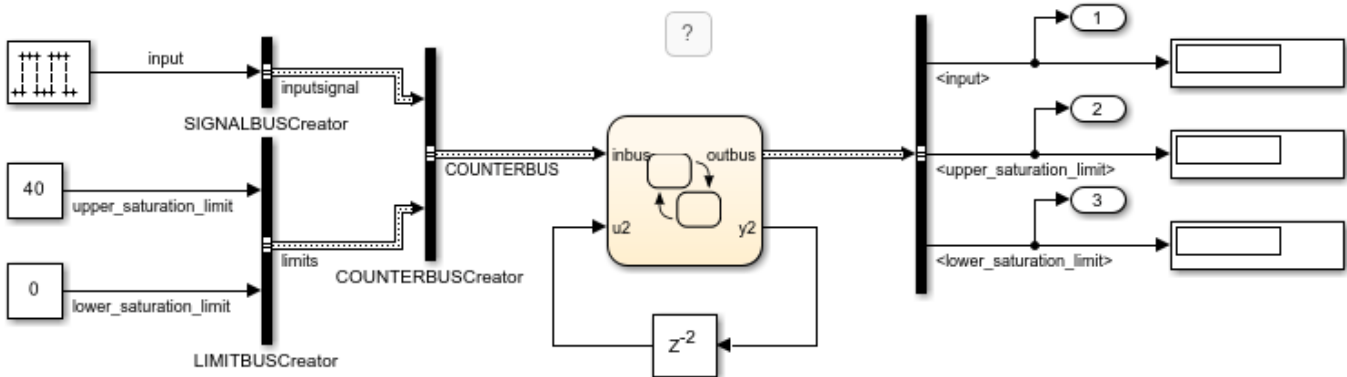 ?
1
input
<input>
inputsignal
SIGNALBUSCreator
2
inbus
outbus
COUNTERBUS
<upper_saturation_limit>
40
upper_saturation_limit
3
u2
y2
limits
<lower_saturation_limit>
COUNTERBUSCreator
0
lower_saturation_limit
z-2
LIMITBUSCreator